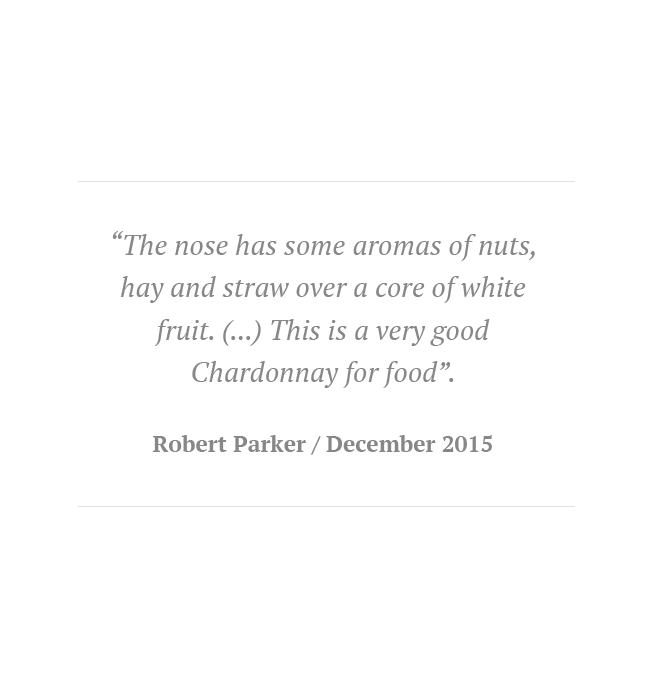 “The nose has some aromas of nuts,
hay and straw over a core of white
fruit. (...) This is a very good
Chardonnay for food”.
Robert Parker / December 2015